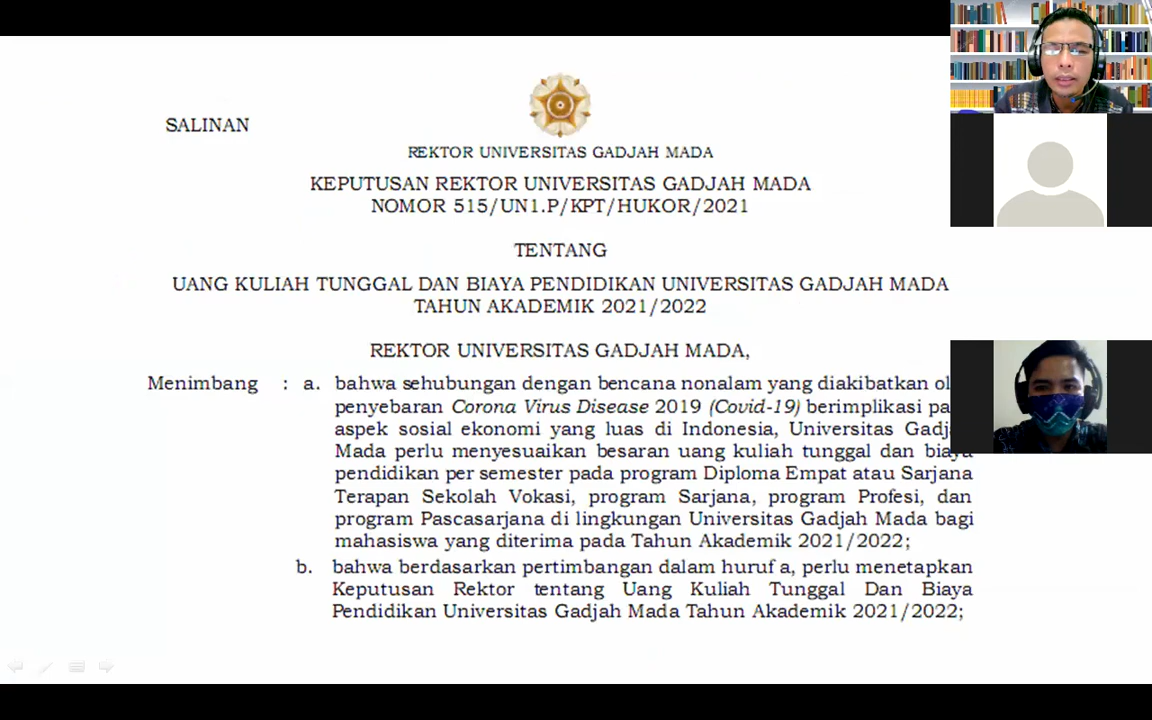 SALINAN
REKTOR UNIVERSITAS GADJAH MADA
KEPUTUSAN REKTOR UNIVERSITAS GADJAH MADA
NOMOR 515/UN1.P/KPT/HUKOR/2021
TENTANG
UANG KULIAH TUNGGAL DAN BIAYA PENDIDIKAN UNIVERSITAS GADJAH MADA
TAHUN AKADEMIK 2021/2022
REKTOR UNIVERSITAS GADJAH MADA,
Menimbang : a. bahwa sehubungan dengan bencana nonalam yang diakibatkan
penyebaran Corona Virus Disease 2019 (Covid-19) berimplikasi
aspek sosial ekonomi yang luas di Indonesia, Universitas
Mada perlu menyesuaikan besaran uang kuliah tunggal dan biaya
pendidikan per semester pada program Diploma Empat atau Sarjana
Terapan Sekolah Vokasi, program Sarjana, program Profesi, dan
program Pascasarjana di lingkungan Universitas Gadjah Mada bagi
mahasiswa yang diterima pada Tahun Akademik 2021/2022;
b. bahwa berdasarkan pertimbangan dalam huruf a, perlu menetapkan
Keputusan Rektor tentang Uang Kuliah Tunggal Dan Biaya
Pendidikan Universitas Gadjah Mada Tahun Akademik 2021/2022;